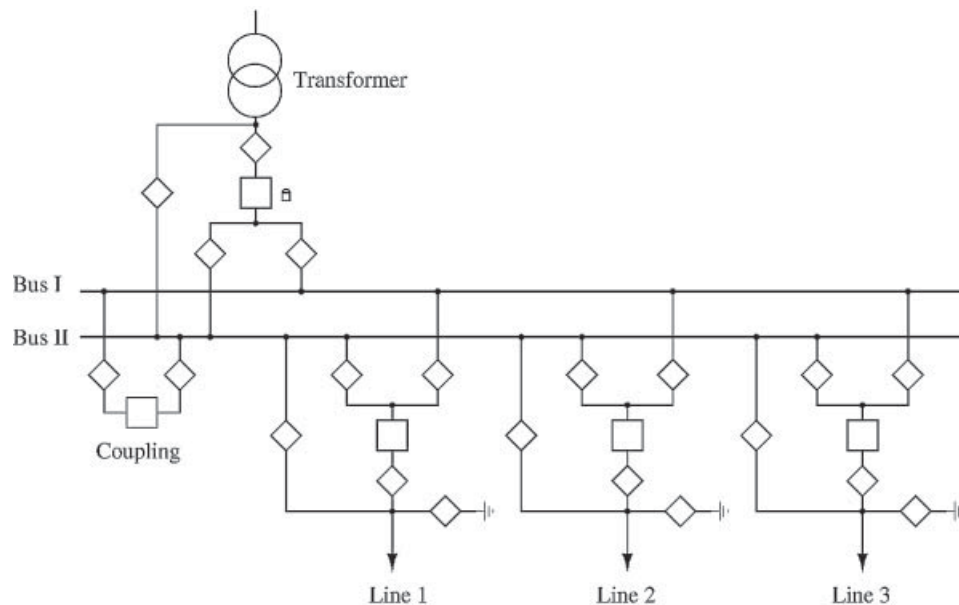 Transformer
Bus I
Bus II
Coupling
Line 1
Line 2
Line 3